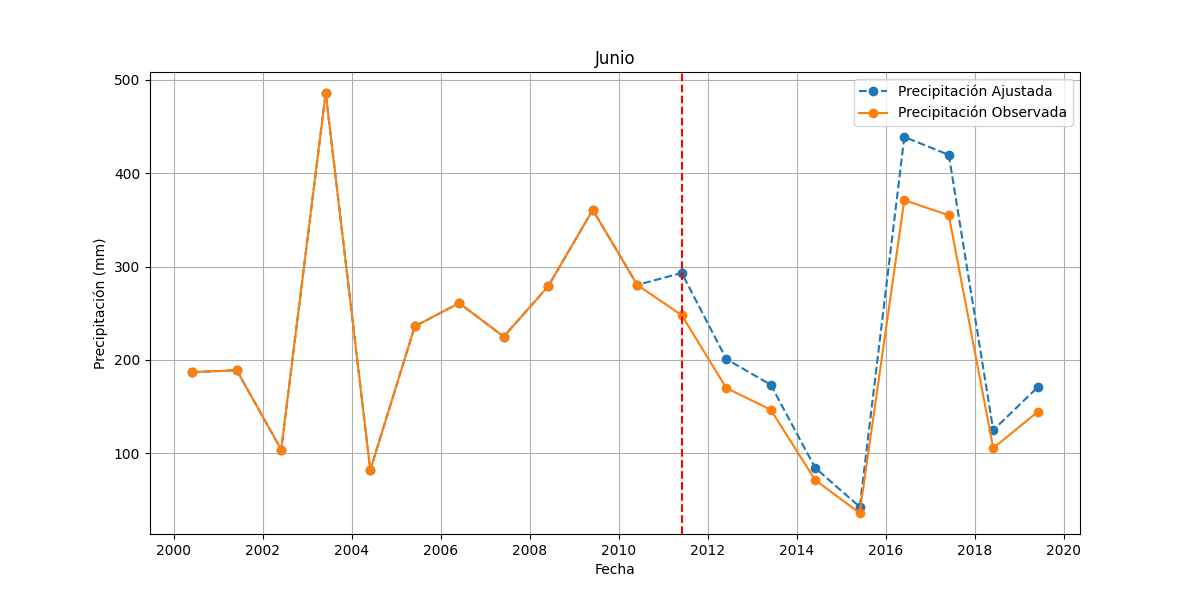 Junio
500
400
300
200
100
Precipitación (mm)
Precipitación Ajustada
Precipitación Observada
2000 2002 2004 2006 2008 2010 2012 2014 2016 2018 2020
Fecha